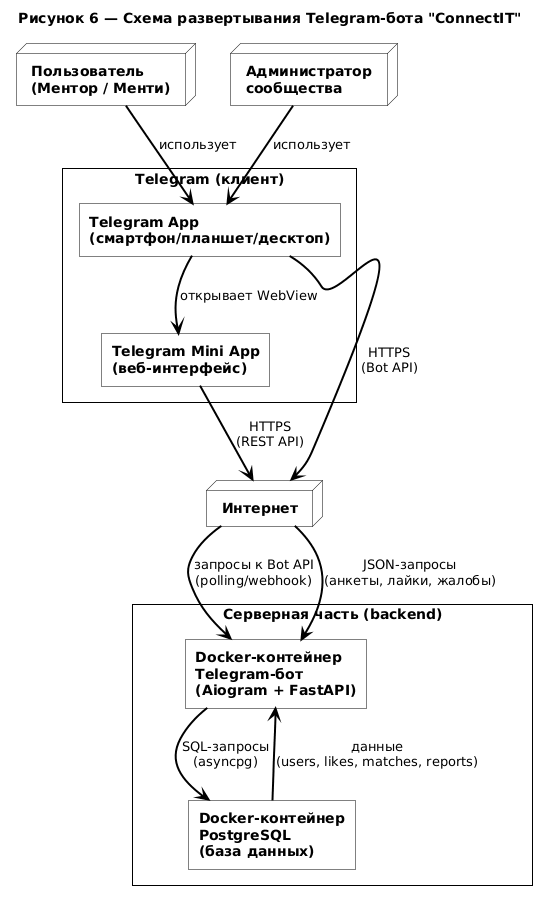 Рисунок 6 — Схема развертывания Telegram-бота "ConnectIT"
Пользователь
(Ментор / Менти)
Администратор
сообщества
использует
использует
Telegram (клиент)
Telegram App
(смартфон/планшет/десктоп)
открывает WebView
Telegram Mini App
(веб-интерфейс)
HTTPS
(Bot API)
HTTPS
(REST API)
Интернет
запросы к Bot API
(polling/webhook)
JSON-запросы
(анкеты, лайки, жалобы)
Серверная часть (backend)
Docker-контейнер
Telegram-бот
(Aiogram + FastAPI)
SQL-запросы
(asyncpg)
данные
(users, likes, matches, reports)
Docker-контейнер
PostgreSQL
(база данных)